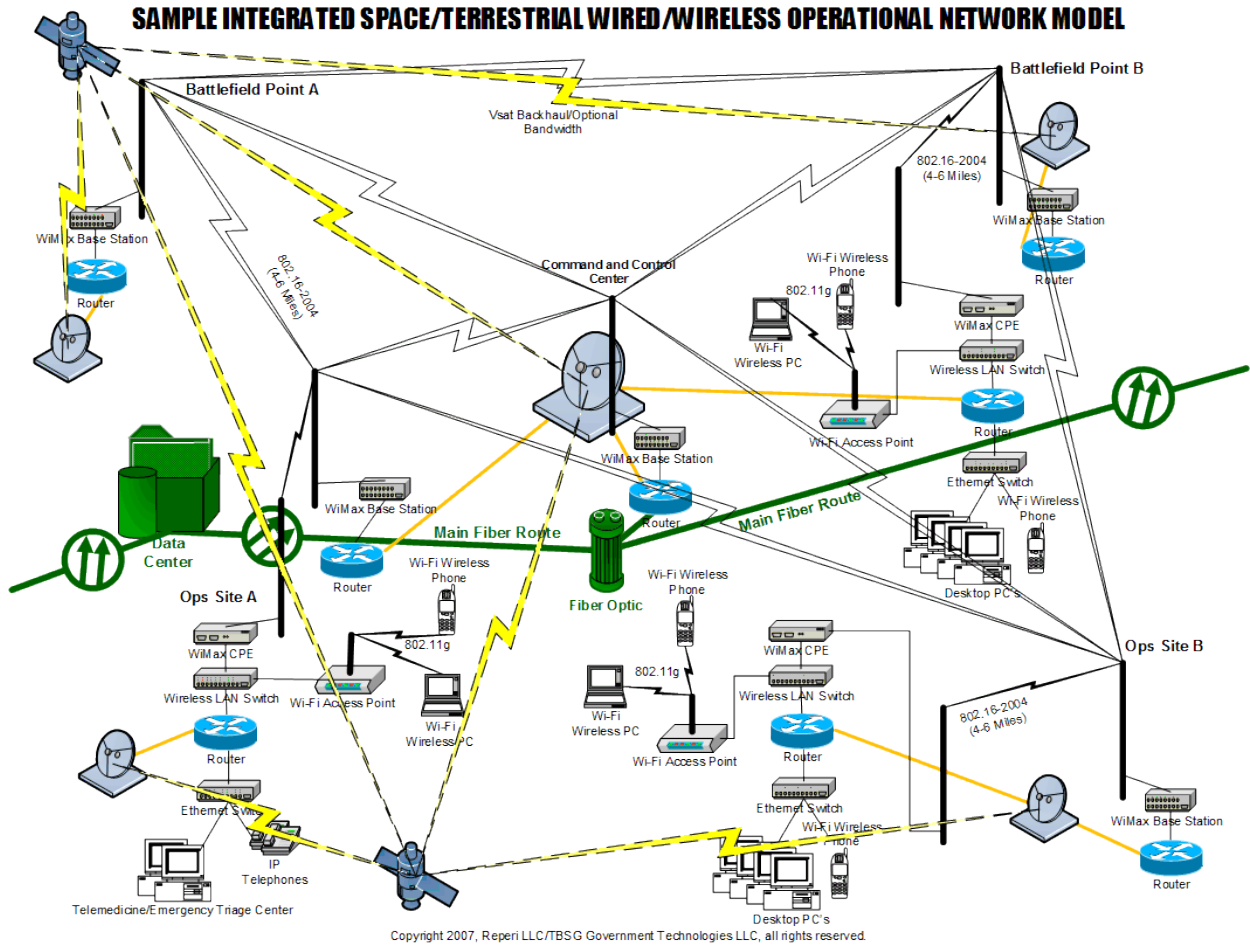 SAMPLE INTEGRATED SPACE/TERRESTRIAL WIRED/WIRELESS OPERATIONAL NETWORK MODEL
Battlefield Point A
Battlefield Point B
Vsat Backhaul/Optional
Bandwidth
802.16-2004
(4-6 Miles)
WiMax Base Station
Router
WiMax Base Station
Router
802.16-2004
(4-6 Miles)
Command and Control
Center
Wi-Fi Wireless
Phone
802.11g
Wi-Fi
Wireless PC
WiMax CPE
Wireless LAN Switch
Wi-Fi Access Point
Router
Ethernet Switch
Wi-Fi Wireless
Phone
Desktop PC's
WiMax Base Station
Router
WiMax Base Station
Router
Data
Center
Main Fiber Route
Main Fiber Route
Fiber Optic
Ops Site A
Wi-Fi Wireless
Phone
802.11g
WiMax CPE
Wireless LAN Switch
Wi-Fi Access Point
Wi-Fi
Wireless PC
Router
Ethernet Switch
IP
Telephones
Telemedicine/Emergency Triage Center
Wi-Fi Wireless
Phone
802.11g
Wi-Fi
Wireless PC
Wi-Fi Access Point
WiMax CPE
Wireless LAN Switch
Router
Ethernet Switch
Wi-Fi Wireless
Phone
Desktop PC's
Ops Site B
802.16-2004
(4-6 Miles)
WiMax Base Station
Router
Copyright 2007, Reperi LLC/TBSG Government Technologies LLC, all rights reserved.